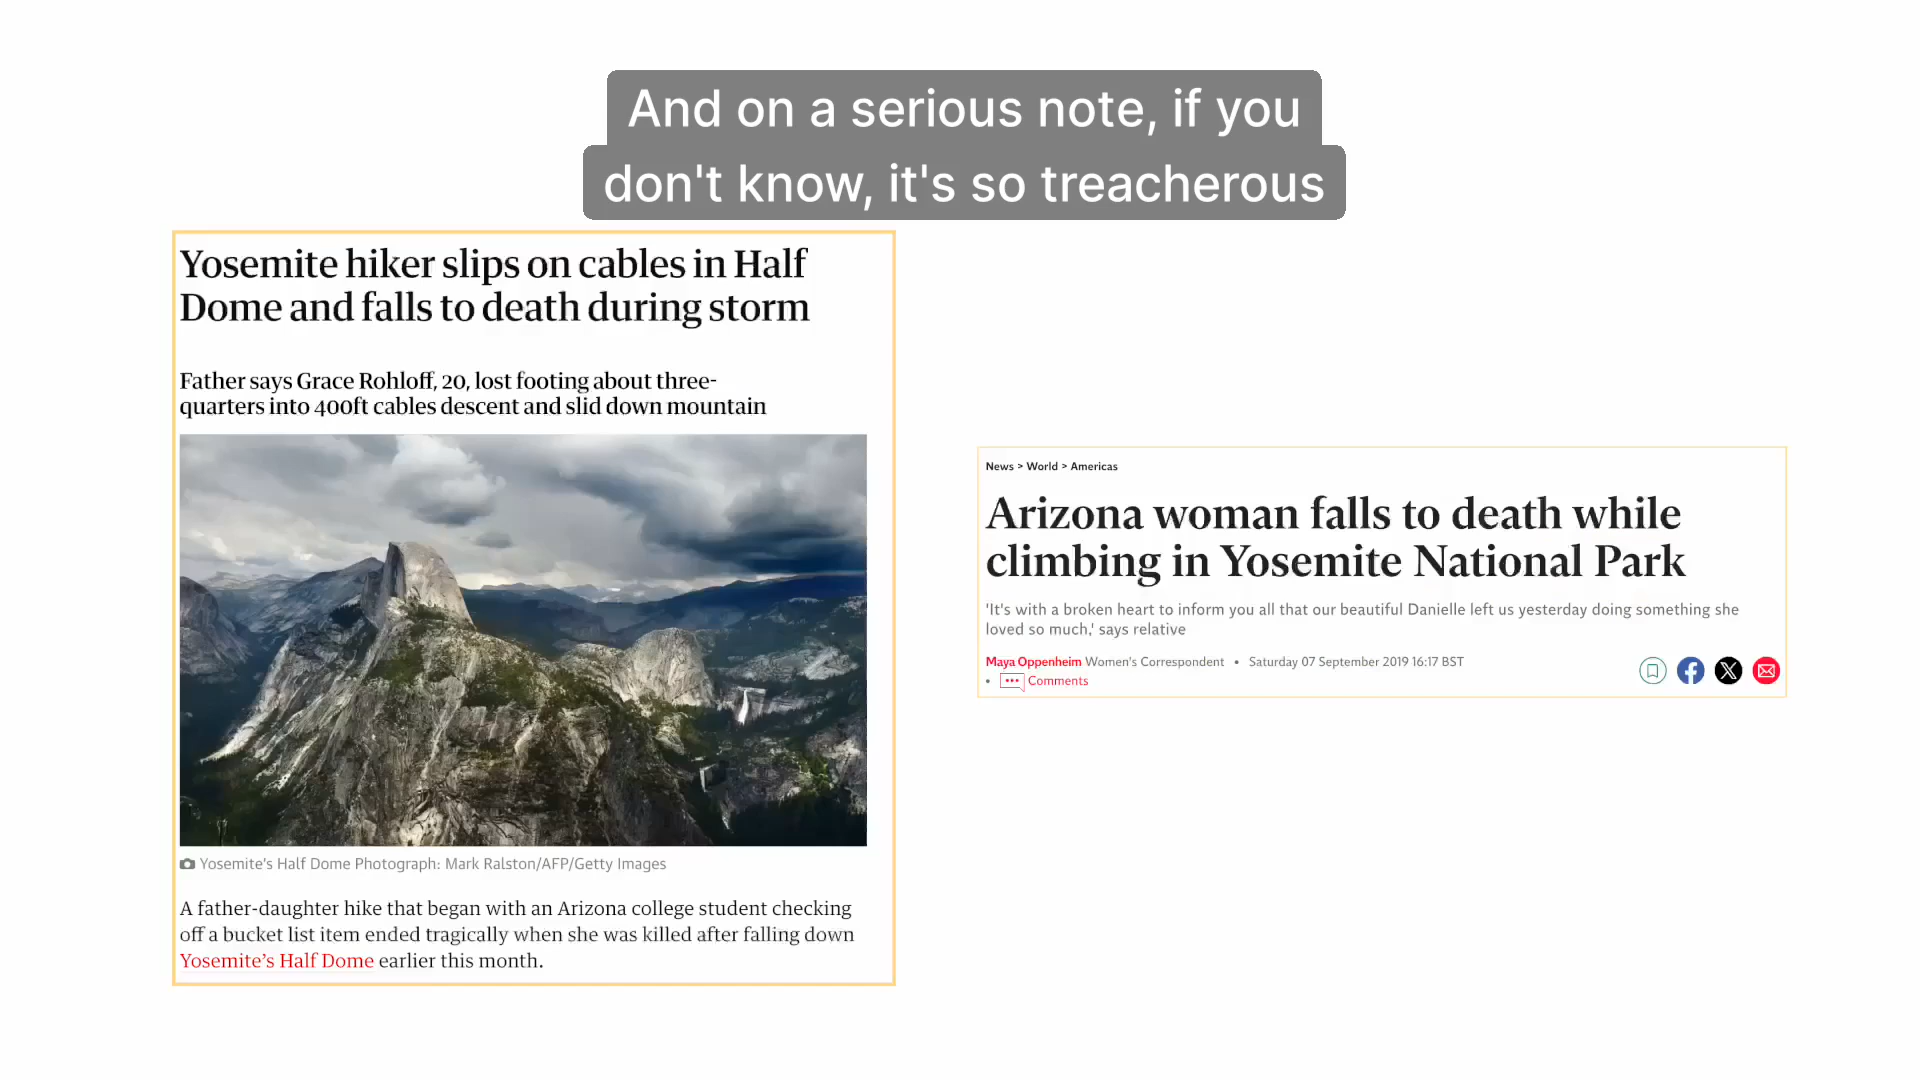 And on a serious note, if you
don't know, it's so treacherous
Yosemite hiker slips on cables in Half
Dome and falls to death during storm
Father says Grace Rohloff, 20, lost footing about three-
quarters into 400ft cables descent and slid down mountain
Yosemite's Half Dome Photograph: Mark Ralston/AFP/Getty Images
A father-daughter hike that began with an Arizona college student checking
off a bucket list item ended tragically when she was killed after falling down
Yosemite’s Half Dome earlier this month.
News > World > Americas
Arizona woman falls to death while
climbing in Yosemite National Park
'It's with a broken heart to inform you all that our beautiful Danielle left us yesterday doing something she
loved so much,' says relative
Maya Oppenheim Women's Correspondent • Saturday 07 September 2019 16:17 BST
• Comments